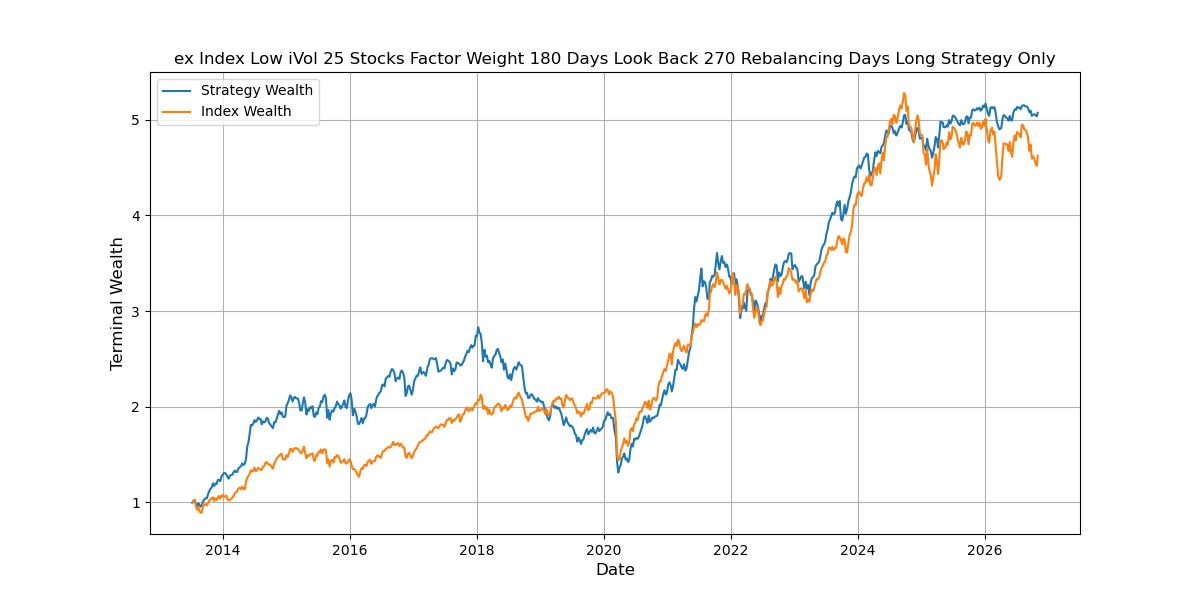 ex Index Low iVol 25 Stocks Factor Weight 180 Days Look Back 270 Rebalancing Days Long Strategy Only
Strategy Wealth
Index Wealth
Terminal Wealth
5
4
3
2
1
2014 2016 2018 2020 2022 2024 2026
Date